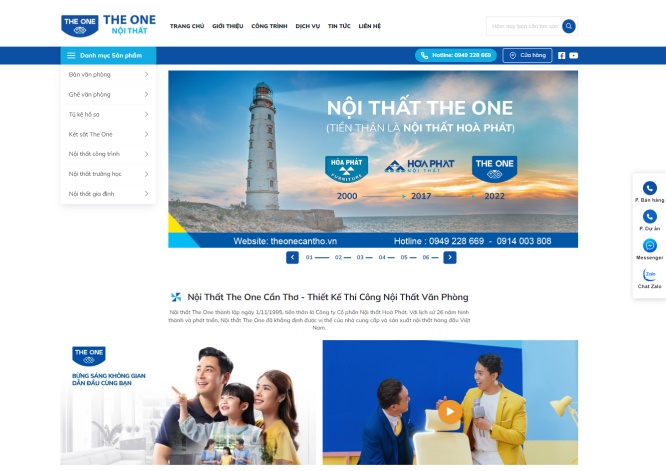 THE ONE
THE ONE
NỘI THẤT
TRANG CHỦ
GIỚI THIỆU
CÔNG TRÌNH
DỊCH VỤ
TIN TỨC
LIÊN HỆ
Hôm nay bạn cần tìm gì?
Danh mục Sản phẩm
Hotline: 0949 228 669
Cửa hàng
Bàn văn phòng
Ghế văn phòng
Tủ kệ hồ sơ
Két sắt The One
Nội thất công trình
Nội thất trường học
Nội thất gia đình
NỘI THẤT THE ONE
(TIỀN THÂN LÀ NỘI THẤT HOÀ PHÁT)
HÒA PHÁT
FURNITURE
HOAPHAT
NỘI THẤT
THE ONE
2000
2017
2022
Website: theonecantho.vn
Hotline : 0949 228 669 - 0914 003 808
01
02
03
04
05
06
P. Bán hàng
P. Dự án
Messenger
Zalo
Chat Zalo
Nội Thất The One Cần Thơ - Thiết Kế Thi Công Nội Thất Văn Phòng
Nội thất The One thành lập ngày 1/11/1995, tiền thân là Công ty Cổ phần Nội thất Hoà Phát. Với lịch sử 26 năm hình
thành và phát triển, Nội thất The One đã khẳng định được vị thế của nhà cung cấp và sản xuất nội thất hàng đầu Việt
Nam.
THE ONE
BỪNG SÁNG KHÔNG GIAN
DẪN ĐẦU CÙNG BẠN